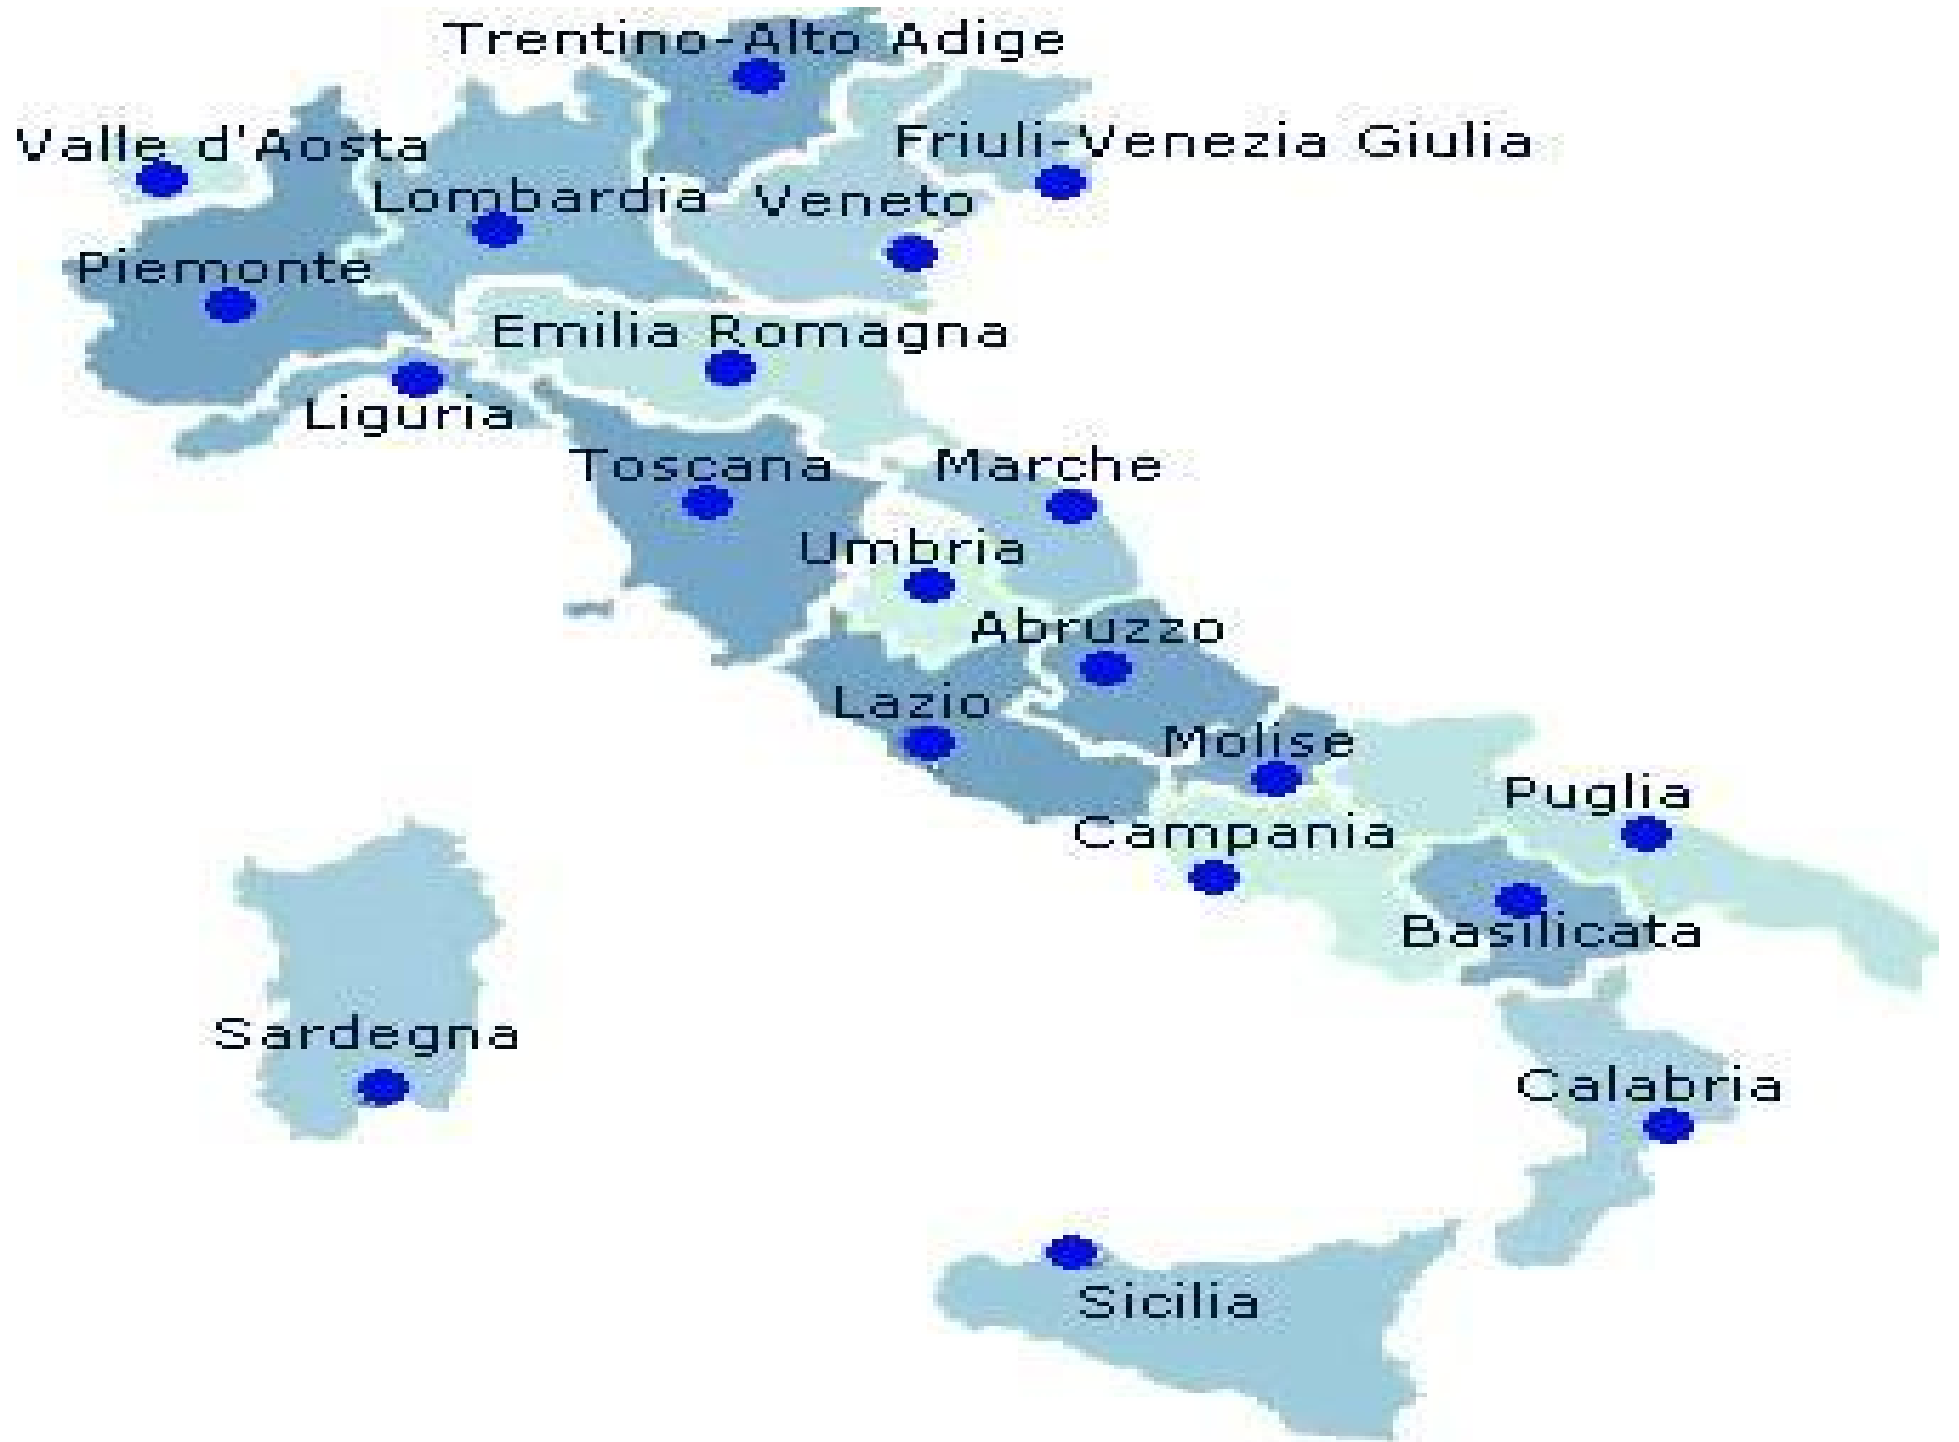 Trentino-Alto Adige
Valle d'Aosta
Friuli-Venezia Giulia
Lombardia
Veneto
Piemonte
Emilia Romagna
Liguria
Toscana
Marche
Umbria
Abruzzo
Lazio
Molise
Puglia
Campania
Basilicata
Sardegna
Calabria
Sicilia